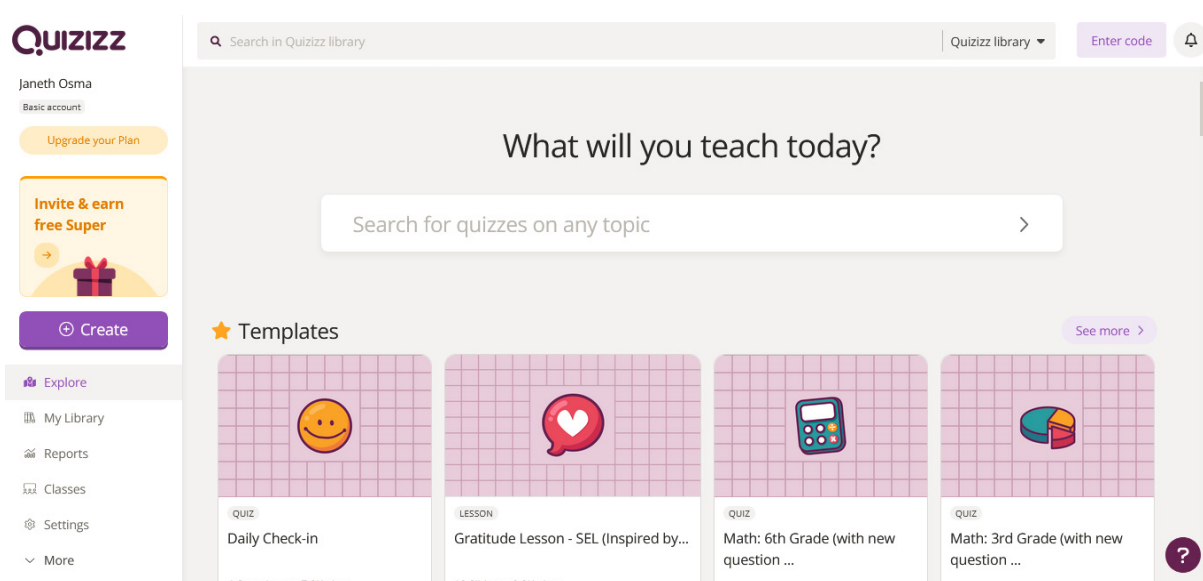 QUIZIZZ
Janeth Osma
Basic account
Upgrade your Plan
Invite & earn
free Super
Create
Explore
My Library
Reports
Classes
Settings
More
Search in Quizizz library
Quizizz library
Enter code
What will you teach today?
Search for quizzes on any topic
Templates
See more
QUIZ
Daily Check-in
LESSON
Gratitude Lesson - SEL (Inspired by...
QUIZ
Math: 6th Grade (with new
question ...
QUIZ
Math: 3rd Grade (with new
question ...
?